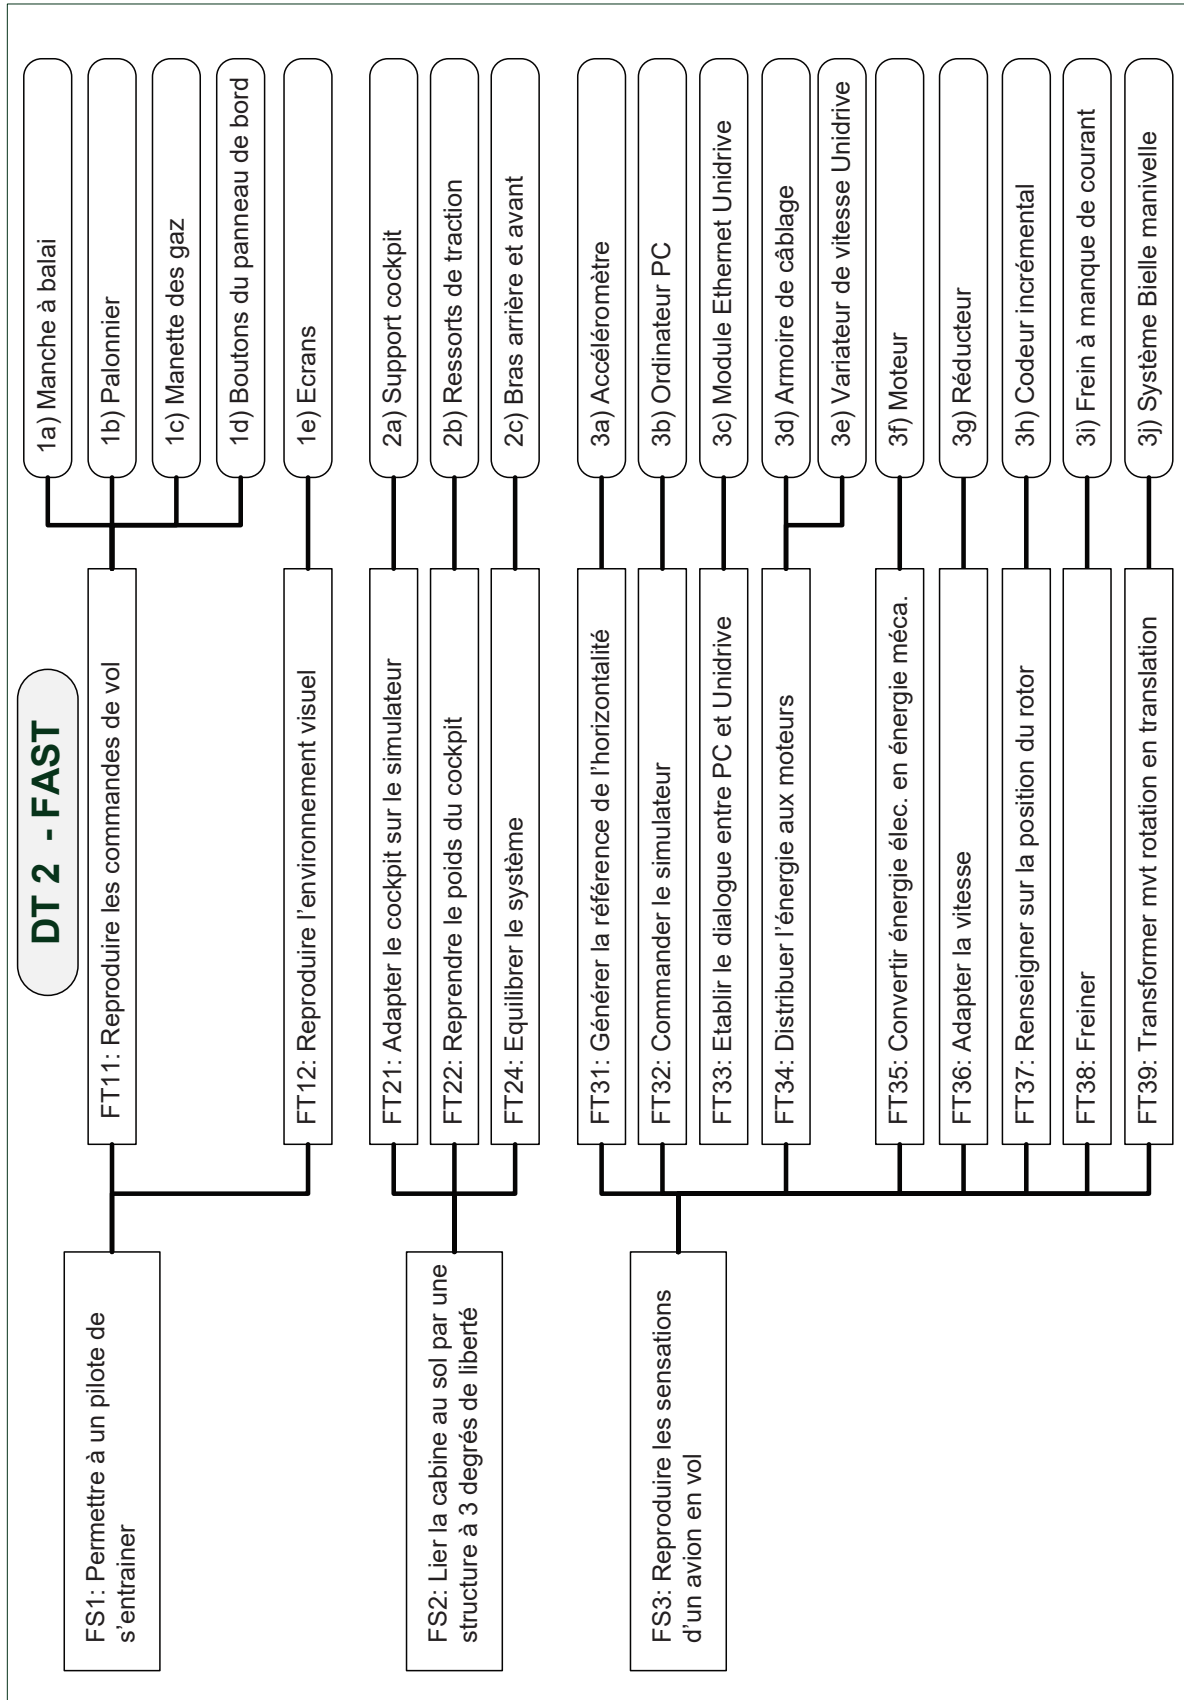 DT 2 - FAST
FS1: Permettre à un pilote de
s'entrainer
FT11: Reproduire les commandes de vol
1a) Manche à balai
1b) Palonnier
1c) Manette des gaz
1d) Boutons du panneau de bord
FT12: Reproduire l'environnement visuel
1e) Ecrans
FS2: Lier la cabine au sol par une
structure à 3 degrés de liberté
FT21: Adapter le cockpit sur le simulateur
2a) Support cockpit
FT22: Reprendre le poids du cockpit
2b) Ressorts de traction
FT24: Equilibrer le système
2c) Bras arrière et avant
FS3: Reproduire les sensations
d'un avion en vol
FT31: Générer la référence de l'horizontalité
3a) Accéléromètre
FT32: Commander le simulateur
3b) Ordinateur PC
FT33: Etablir le dialogue entre PC et Unidrive
3c) Module Ethernet Unidrive
FT34: Distribuer l'énergie aux moteurs
3d) Armoire de câblage
3e) Variateur de vitesse Unidrive
FT35: Convertir énergie élec. en énergie méca.
3f) Moteur
FT36: Adapter la vitesse
3g) Réducteur
FT37: Renseigner sur la position du rotor
3h) Codeur incrémental
FT38: Freiner
3i) Frein à manque de courant
FT39: Transformer mvt rotation en translation
3j) Système Bielle manivelle